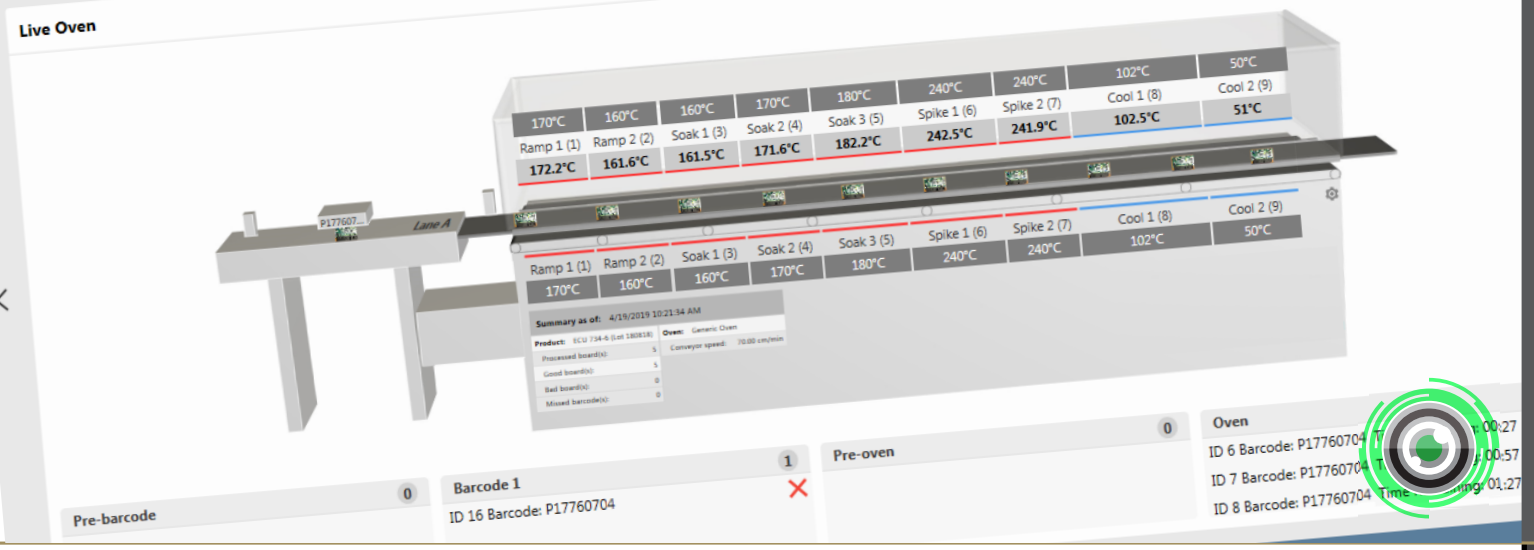 Live Oven
170°C 160°C 160°C 170°C 180°C 240°C 240°C 102°C 50°C
Ramp 1 (1) Ramp 2 (2) Soak 1 (3) Soak 2 (4) Soak 3 (5) Spike 1 (6) Spike 2 (7) Cool 1 (8) Cool 2 (9)
172.2°C 161.6°C 161.5°C 171.6°C 182.2°C 242.5°C 241.9°C 102.5°C 51°C
P177607...
Lane A
Ramp 1 (1) Ramp 2 (2) Soak 1 (3) Soak 2 (4) Soak 3 (5) Spike 1 (6) Spike 2 (7) Cool 1 (8) Cool 2 (9)
170°C 160°C 160°C 170°C 180°C 240°C 240°C 102°C 50°C
Summary as of: 4/19/2019 10:21:34 AM
Product: ECU 734-6 (Lot 180818) Oven: Generic Oven
Processed board(s): 5 Conveyor speed: 70.00 cm/min
Good board(s): 5
Bad board(s): 0
Missed barcode(s): 0
Pre-barcode 0
Barcode 1 1
ID 16 Barcode: P17760704
Pre-oven 0
Oven
ID 6 Barcode: P17760704 00:27
ID 7 Barcode: P17760704 00:57
ID 8 Barcode: P17760704 Time 01:27